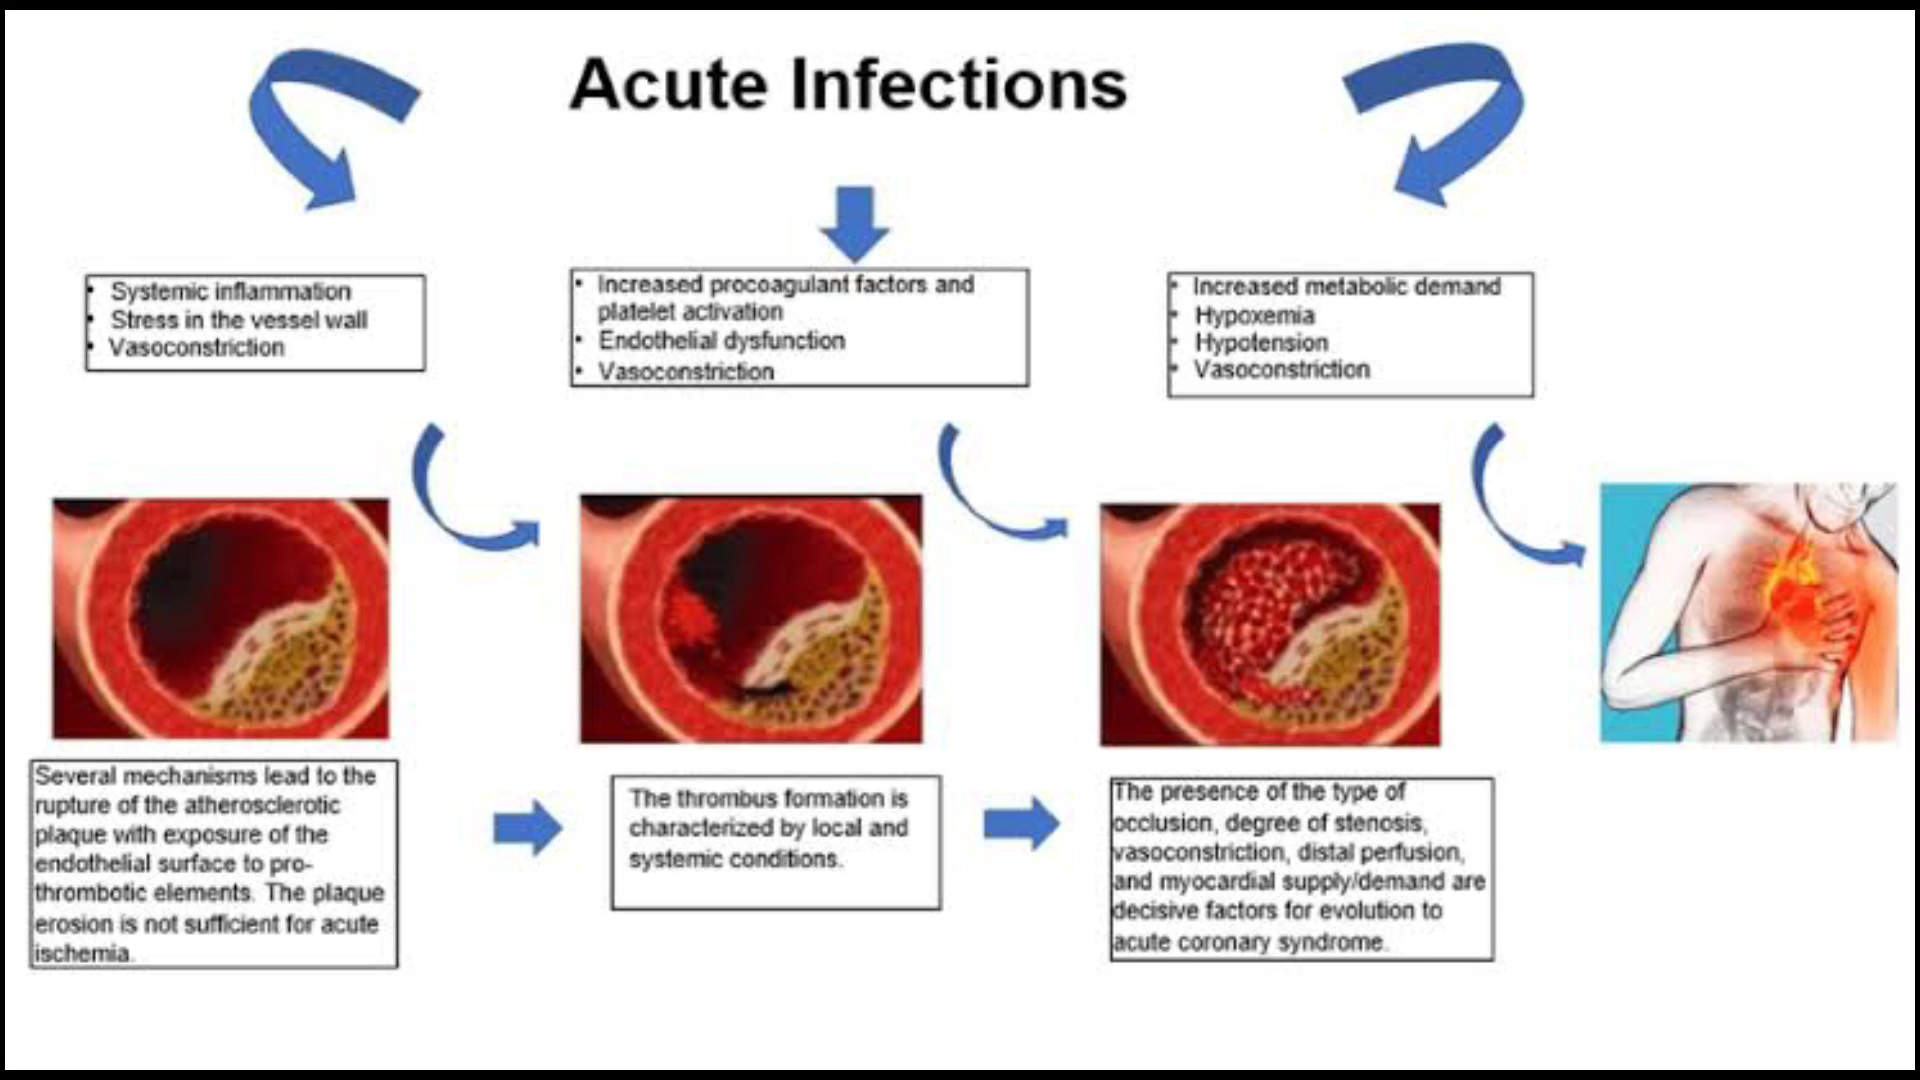 Acute Infections
• Systemic inflammation
• Stress in the vessel wall
• Vasoconstriction
• Increased procoagulant factors and
platelet activation
• Endothelial dysfunction
• Vasoconstriction
• Increased metabolic demand
• Hypoxemia
• Hypotension
• Vasoconstriction
Several mechanisms lead to the
rupture of the atherosclerotic
plaque with exposure of the
endothelial surface to pro-
thrombotic elements. The plaque
erosion is not sufficient for acute
ischemia.
The thrombus formation is
characterized by local and
systemic conditions.
The presence of the type of
occlusion, degree of stenosis,
vasoconstriction, distal perfusion,
and myocardial supply/demand are
decisive factors for evolution to
acute coronary syndrome.